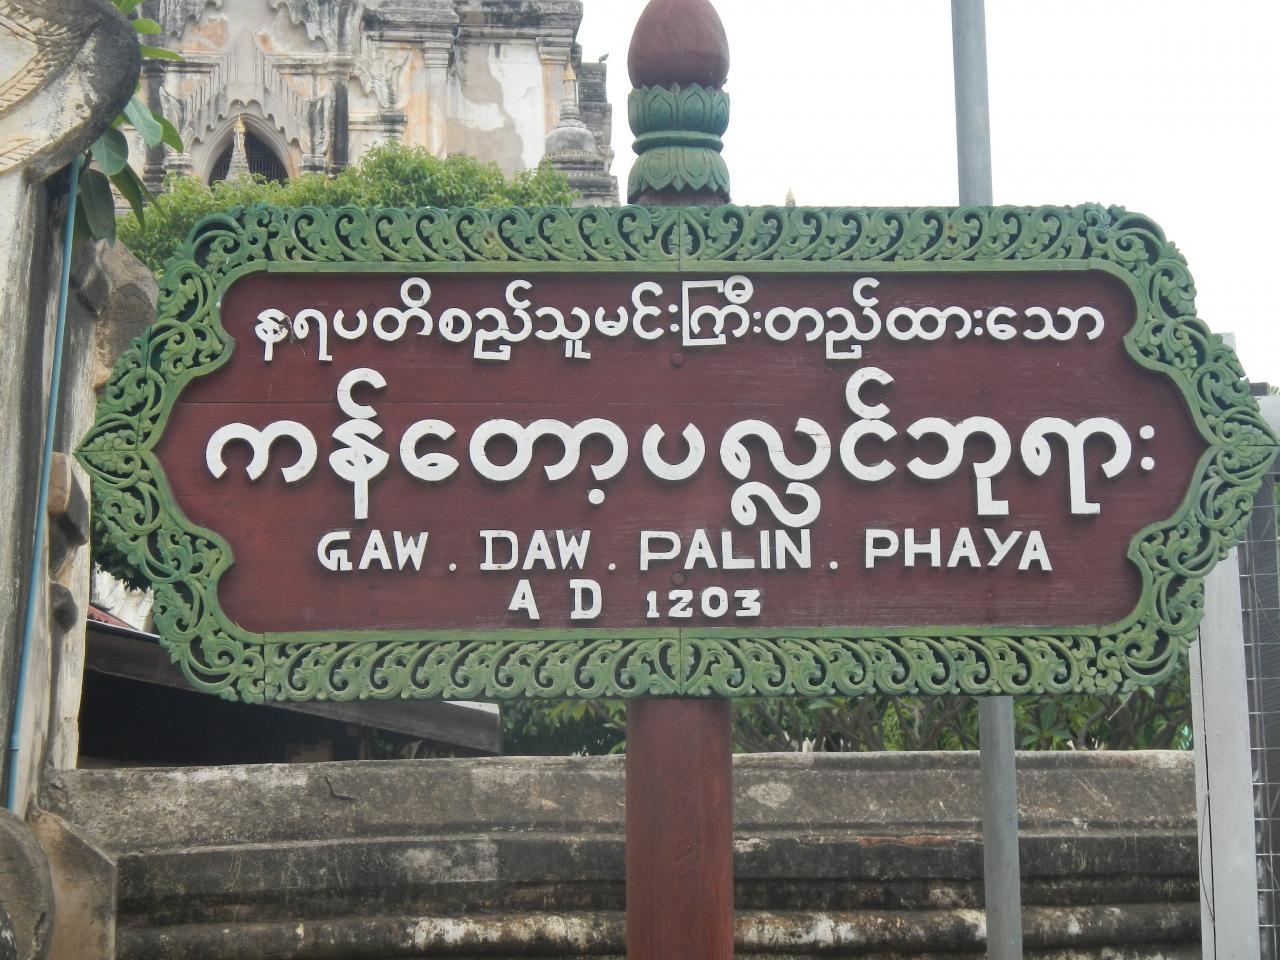 နရပတိစည်သူမင်းကြီးတည်ထားသော
ကန်တော့ပလ္လင်ဘုရား
GAW . DAW . PALIN . PHAYA
A D 1203